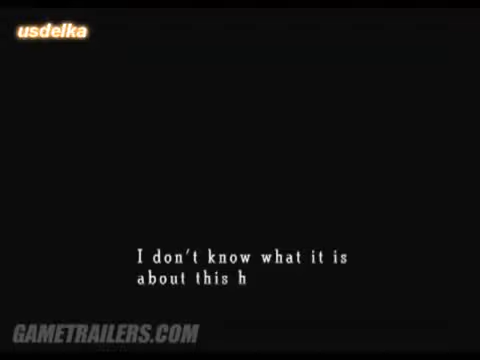 usdelka
I don't know what it is
about this h
GAMETRAILERS.COM